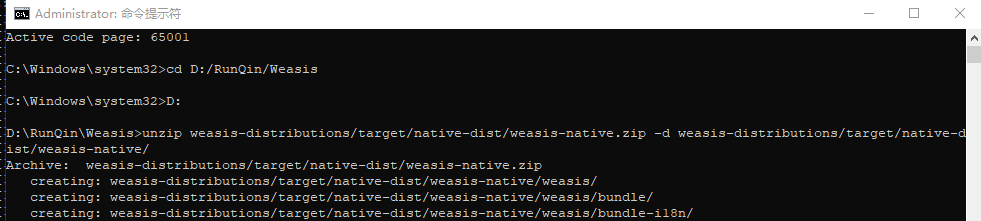 Administrator: 命令提示符
Active code page: 65001
C:\Windows\system32>cd D:/RunQin/Weasis
C:\Windows\system32>D:
D:\RunQin\Weasis>unzip weasis-distributions/target/native-dist/weasis-native.zip -d weasis-distributions/target/native-d
ist/weasis-native/
Archive:  weasis-distributions/target/native-dist/weasis-native.zip
   creating: weasis-distributions/target/native-dist/weasis-native/weasis/
   creating: weasis-distributions/target/native-dist/weasis-native/weasis/bundle/
   creating: weasis-distributions/target/native-dist/weasis-native/weasis/bundle-i18n/